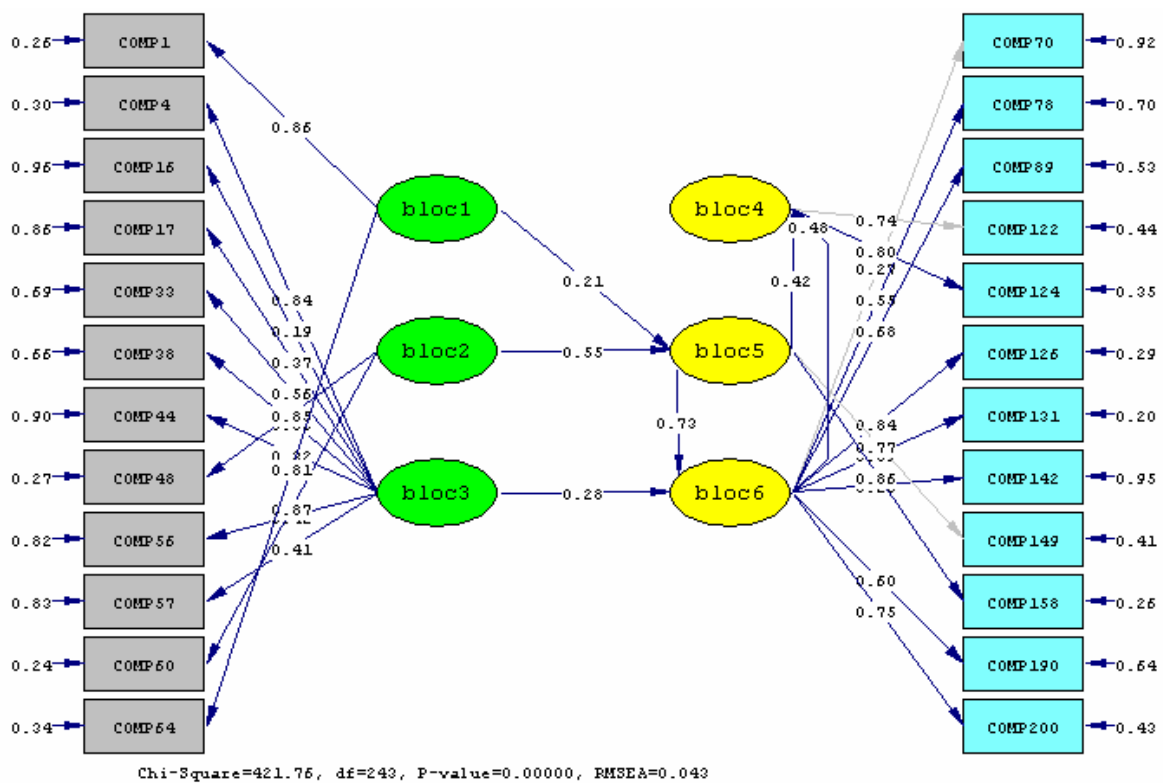 0.26 COMP1 COMP70 0.92
0.30 COMP4 COMP78 0.70
0.86
0.96 COMP16 COMP89 0.53
bloc1 bloc4
0.86 COMP17 0.74 COMP122 0.44
0.48
0.80
0.27
0.21 0.42
0.69 COMP33 COMP124 0.35
0.84 0.55
0.19 0.68
0.66 COMP38 bloc2 0.55 bloc5 COMP126 0.29
0.37
0.56
0.90 COMP44 0.85 0.73 0.84 COMP131 0.20
0.77
0.27 COMP48 0.81 0.86 COMP142 0.95
bloc3 0.28 bloc6
0.87
0.82 COMP56 0.41 COMP149 0.41
0.83 COMP57 0.60 COMP158 0.26
0.75
0.24 COMP60 COMP190 0.64
0.34 COMP64 COMP200 0.43
Chi-Square=421.76, df=243, P-value=0.00000, RMSEA=0.043